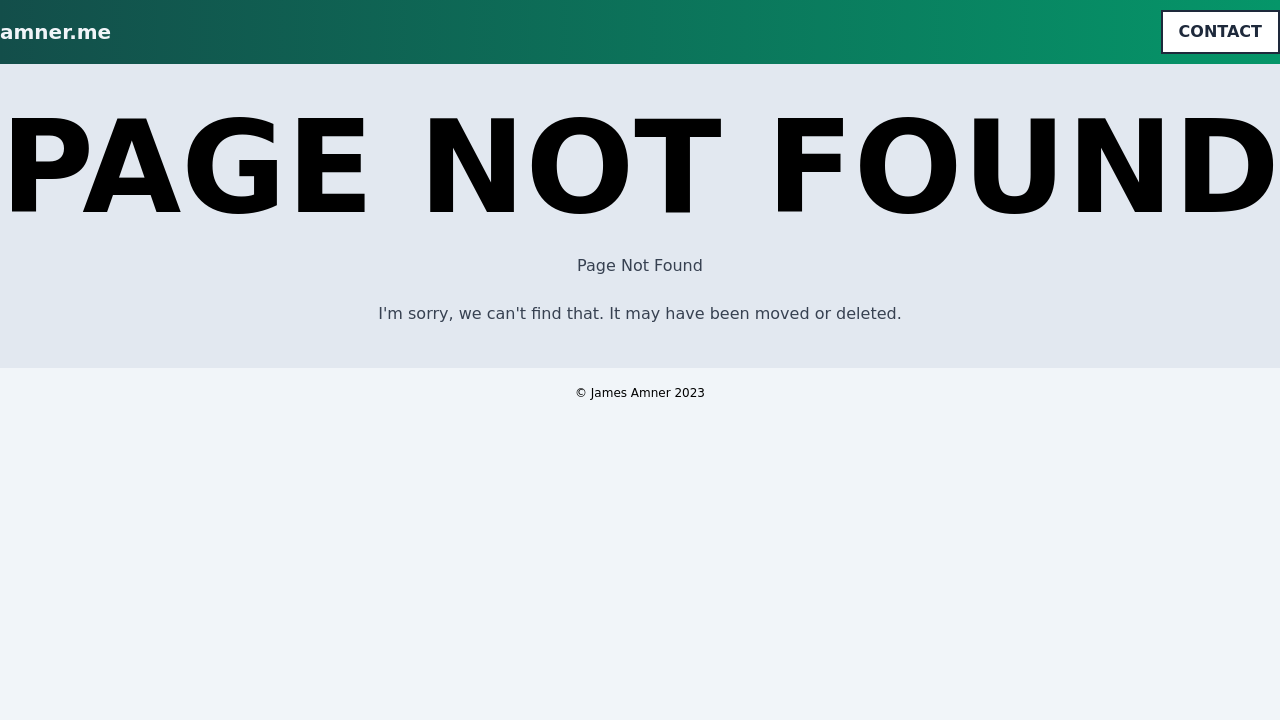 amner.me
CONTACT
PAGE NOT FOUND
Page Not Found
I'm sorry, we can't find that. It may have been moved or deleted.
© James Amner 2023